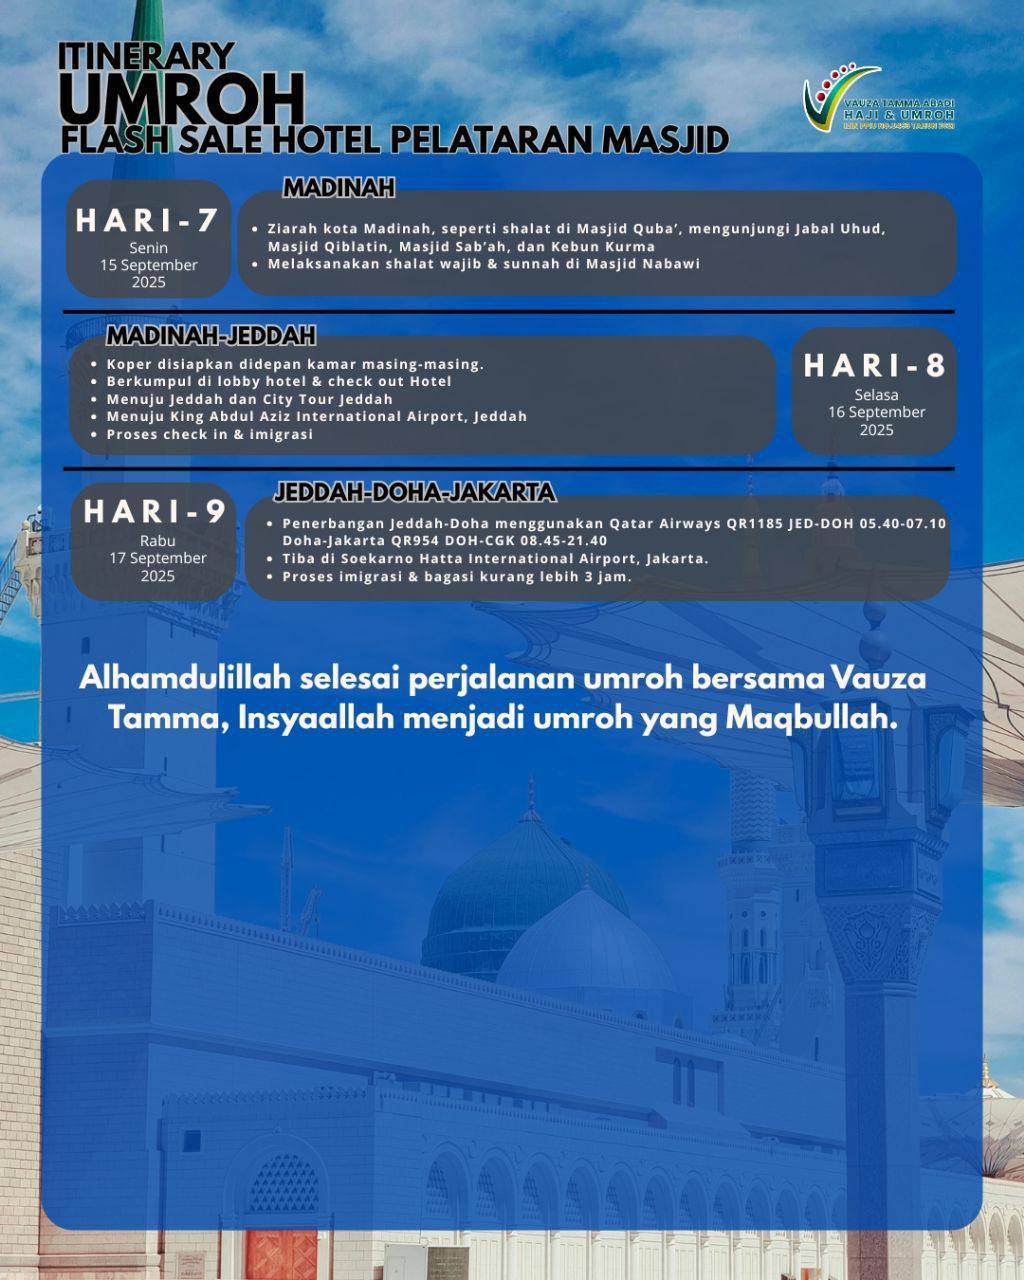 ITINERARY
UMROH
FLASH SALE HOTEL PELATARAN MASJID
VAUZA TAMMA ABADI
HAJI & UMROH
MADINAH
HARI-7
Senin
15 September
2025
• Ziarah kota Madinah, seperti shalat di Masjid Quba’, mengunjungi Jabal Uhud,
Masjid Qiblatin, Masjid Sab’ah, dan Kebun Kurma
• Melaksanakan shalat wajib & sunnah di Masjid Nabawi
MADINAH-JEDDAH
• Koper disiapkan didepan kamar masing-masing.
• Berkumpul di lobby hotel & check out Hotel
• Menuju Jeddah dan City Tour Jeddah
• Menuju King Abdul Aziz International Airport, Jeddah
• Proses check in & imigrasi
HARI-8
Selasa
16 September
2025
JEDDAH-DOHA-JAKARTA
HARI-9
Rabu
17 September
2025
• Penerbangan Jeddah-Doha menggunakan Qatar Airways QR1185 JED-DOH 05.40-07.10
Doha-Jakarta QR954 DOH-CGK 08.45-21.40
• Tiba di Soekarno Hatta International Airport, Jakarta.
• Proses imigrasi & bagasi kurang lebih 3 jam.
Alhamdulillah selesai perjalanan umroh bersama Vauza
Tamma, Insyaallah menjadi umroh yang Maqbullah.